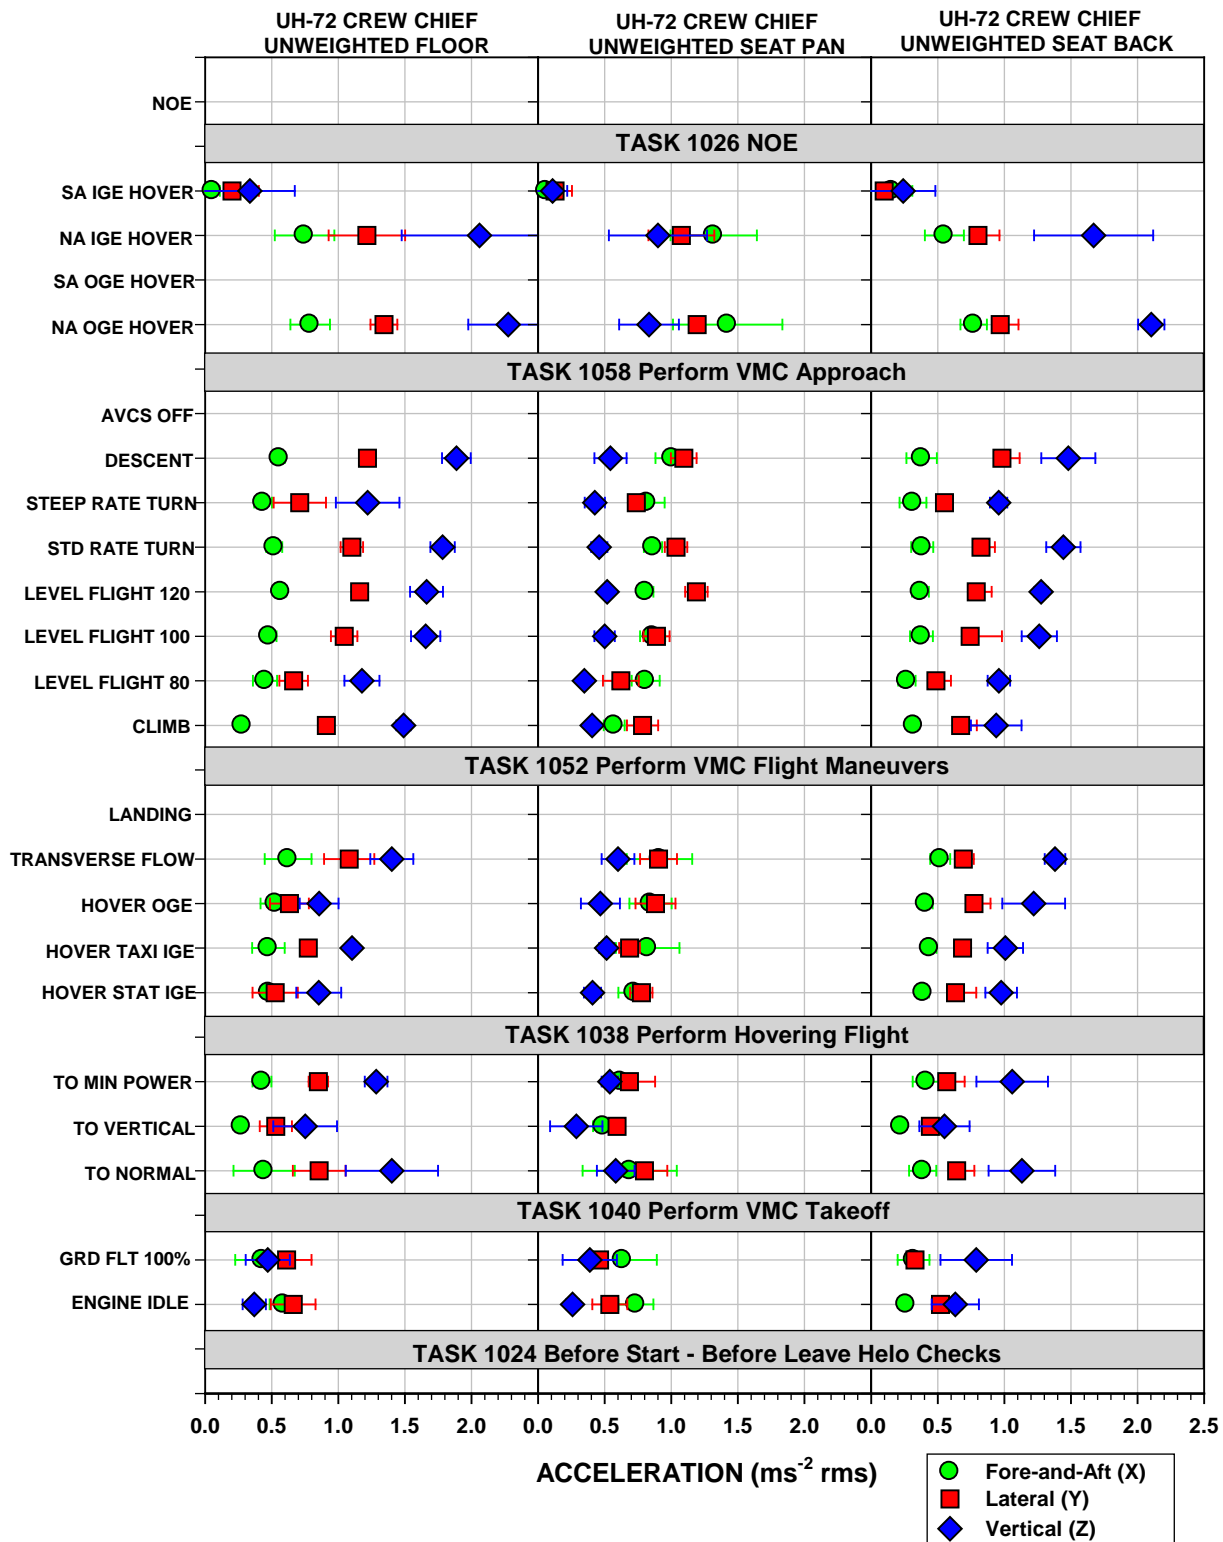 UH-72 CREW CHIEF
UNWEIGHTED FLOOR
UH-72 CREW CHIEF
UNWEIGHTED SEAT PAN
UH-72 CREW CHIEF
UNWEIGHTED SEAT BACK
NOE
TASK 1026 NOE
SA IGE HOVER
NA IGE HOVER
SA OGE HOVER
NA OGE HOVER
TASK 1058 Perform VMC Approach
AVCS OFF
DESCENT
STEEP RATE TURN
STD RATE TURN
LEVEL FLIGHT 120
LEVEL FLIGHT 100
LEVEL FLIGHT 80
CLIMB
TASK 1052 Perform VMC Flight Maneuvers
LANDING
TRANSVERSE FLOW
HOVER OGE
HOVER TAXI IGE
HOVER STAT IGE
TASK 1038 Perform Hovering Flight
TO MIN POWER
TO VERTICAL
TO NORMAL
TASK 1040 Perform VMC Takeoff
GRD FLT 100%
ENGINE IDLE
TASK 1024 Before Start - Before Leave Helo Checks
0.0 0.5 1.0 1.5 2.0 0.0 0.5 1.0 1.5 2.0 0.0 0.5 1.0 1.5 2.0 2.5
ACCELERATION (ms-2 rms)
Fore-and-Aft (X)
Lateral (Y)
Vertical (Z)